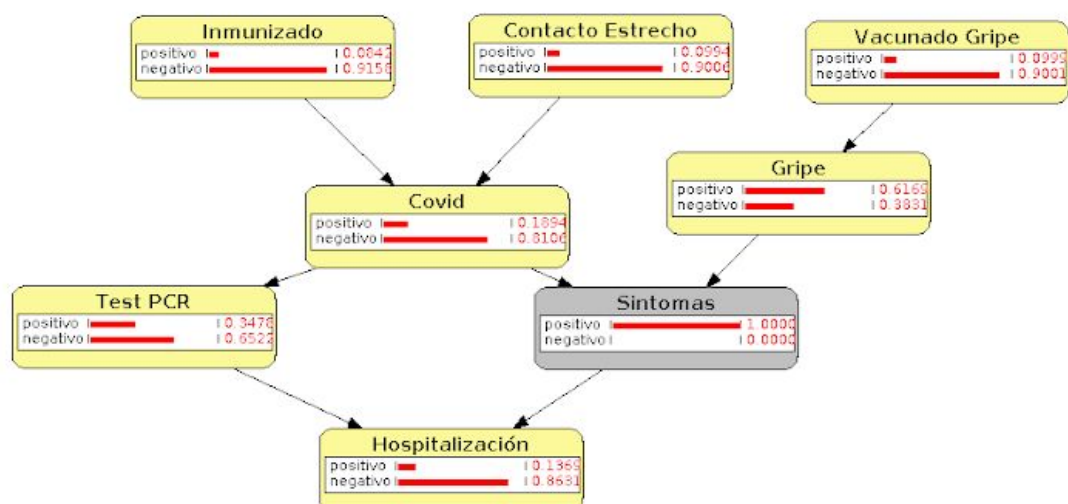 Inmunizado
positivo 0.0842
negativo 0.9158
Contacto Estrecho
positivo 0.0994
negativo 0.9006
Vacunado Gripe
positivo 0.0999
negativo 0.9001
Gripe
positivo 0.6169
negativo 0.3831
Covid
positivo 0.1894
negativo 0.8106
Test PCR
positivo 0.3478
negativo 0.6522
Sintomas
positivo 1.0000
negativo 0.0000
Hospitalización
positivo 0.1369
negativo 0.8631